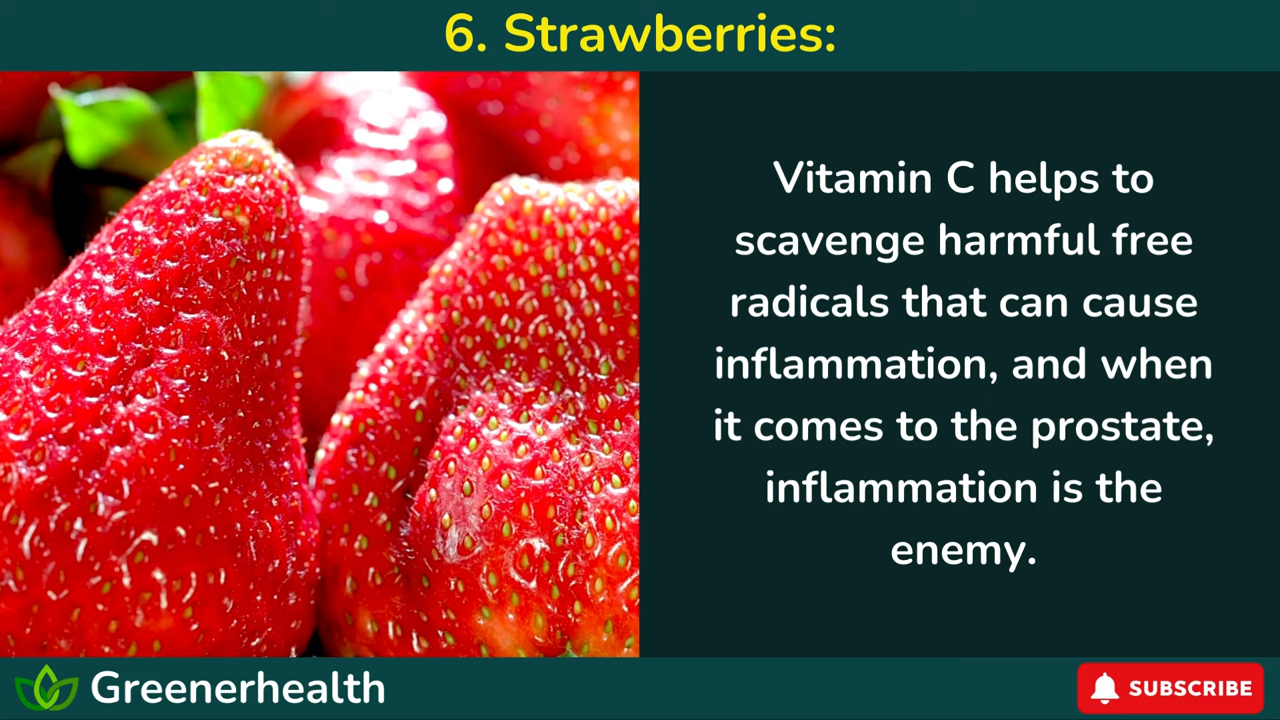 6. Strawberries:
Vitamin C helps to
scavenge harmful free
radicals that can cause
inflammation, and when
it comes to the prostate,
inflammation is the
enemy.
Greenerhealth
SUBSCRIBE